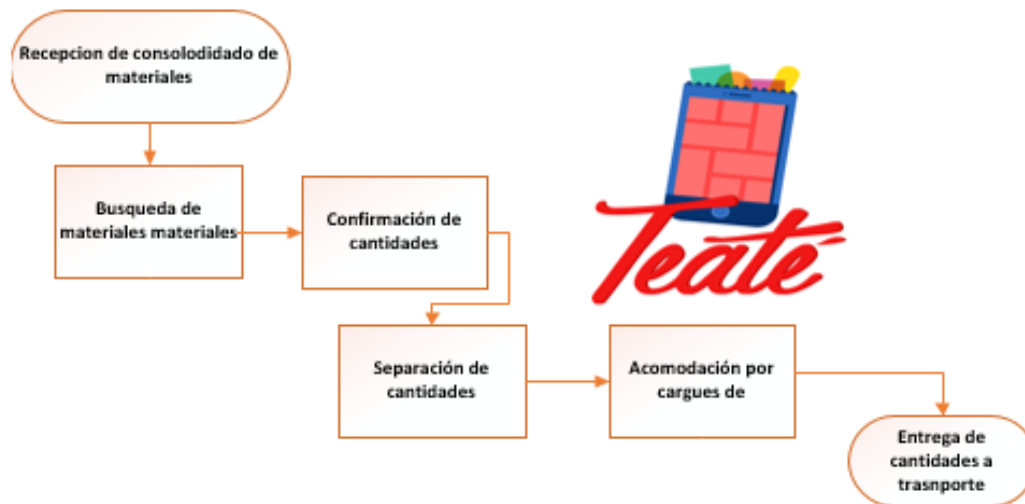 Recepcion de consolodidado de
materiales
Busqueda de
materiales materiales
Confirmación de
cantidades
Teaté
Separación de
cantidades
Acomodación por
cargues de
Entrega de
cantidades a
trasnporte